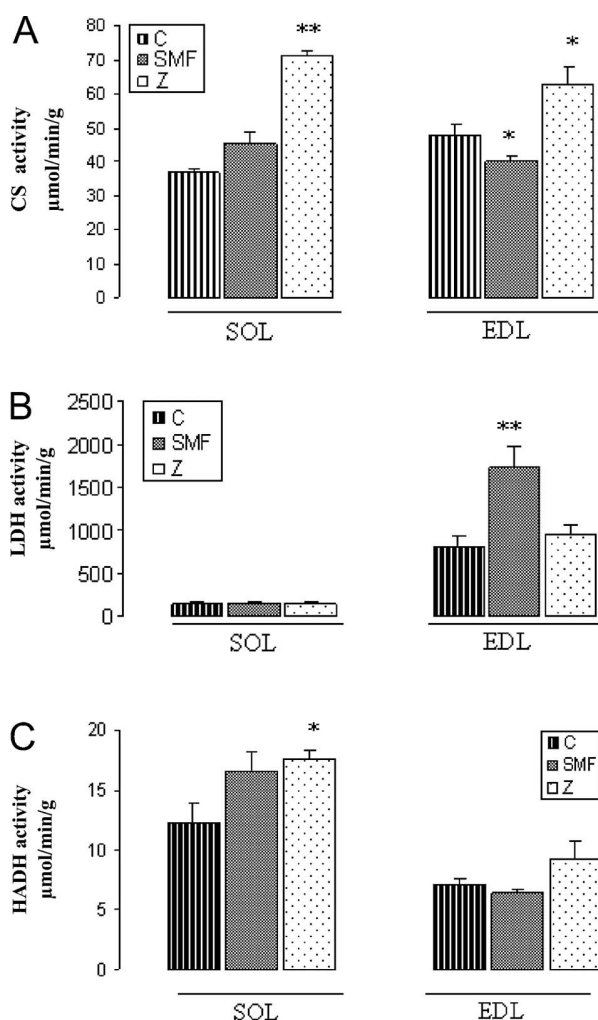 A
80
70
60
50
40
30
20
10
0
CS activity
µmol/min/g
C
SMF
Z
**
*
*
SOL
EDL
B
2500
2000
1500
1000
500
0
LDH activity
µmol/min/g
C
SMF
Z
**
SOL
EDL
C
20
15
10
5
0
HADH activity
µmol/min/g
*
C
SMF
Z
SOL
EDL